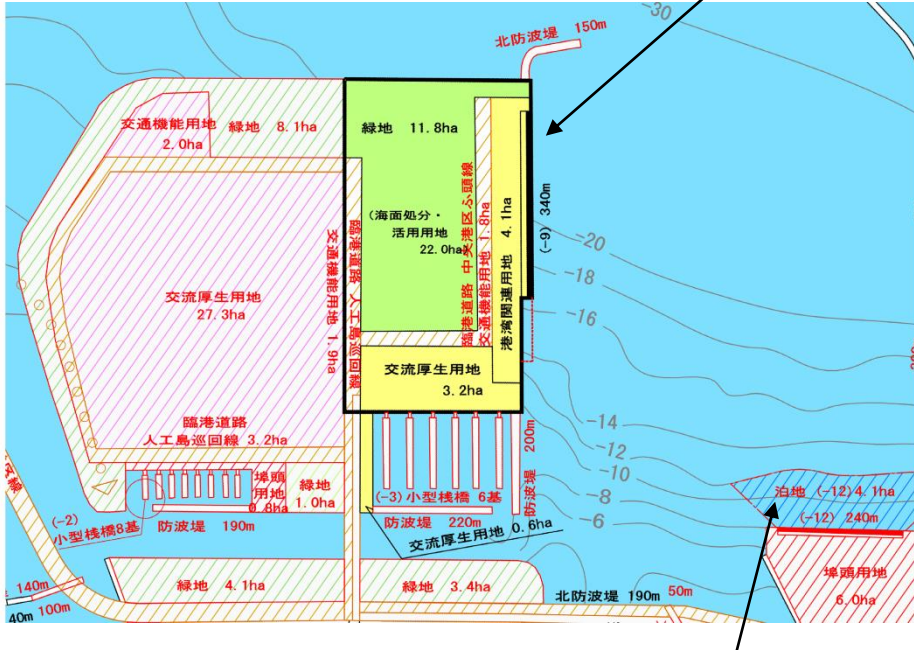 -30
北防波堤 150m
交通機能用地
2.0ha
緑地 8.1ha
緑地 11.8ha
(海面処分・
活用用地
22.0ha)
臨港道路 人工島巡回線
交通機能用地 1.9ha
臨港道路 中央港区ふ頭線
交通機能用地 1.8ha
港湾関連用地 4.1ha
(-9) 340m
-20
-18
-16
-14
-12
-10
-8
-6
交流厚生用地
27.3ha
交流厚生用地
3.2ha
臨港道路
人工島巡回線 3.2ha
埠頭
用地
.8ha
緑地
1.0ha
(-2)
小型桟橋8基
防波堤 190m
(-3)小型桟橋 6基
防波堤 220m
防波堤 200m
交流厚生用地 0.6ha
泊地 (-12)4.1ha
(-12) 240m
埠頭用地
6.0ha
緑地 4.1ha
緑地 3.4ha
北防波堤 190m 50m
140m
40m 100m
区線